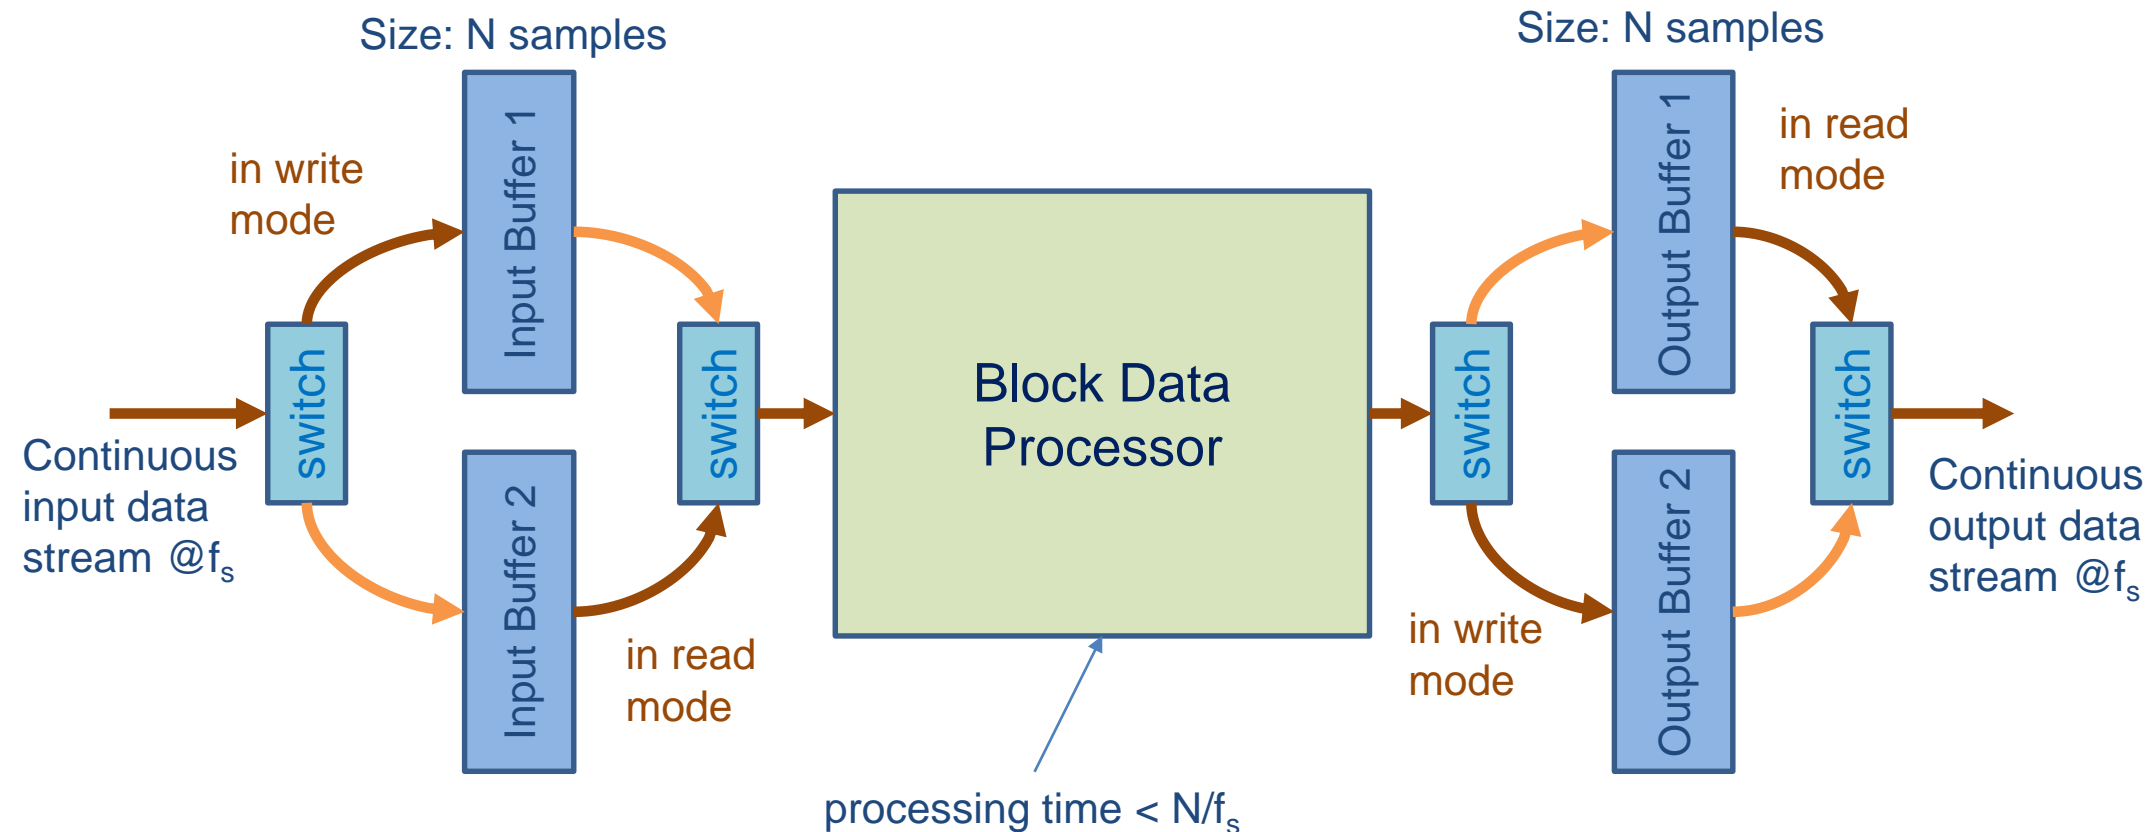 Size: N samples
Size: N samples
in write
mode
Input Buffer 1
Output Buffer 1
in read
mode
switch
switch
Block Data
Processor
switch
switch
Continuous
input data
stream @fs
Continuous
output data
stream @fs
Input Buffer 2
in read
mode
in write
mode
Output Buffer 2
processing time < N/fs